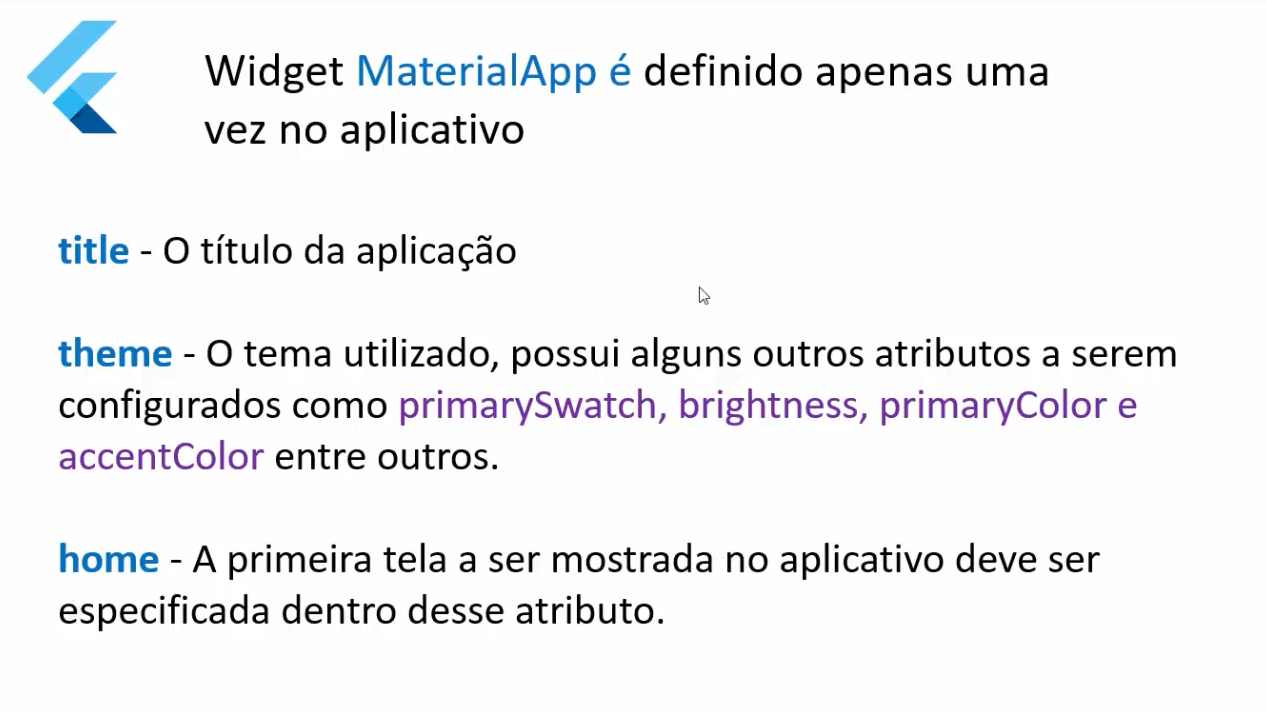 Widget MaterialApp é definido apenas uma
vez no aplicativo
title - O título da aplicação
theme - O tema utilizado, possui alguns outros atributos a serem
configurados como primarySwatch, brightness, primaryColor e
accentColor entre outros.
home - A primeira tela a ser mostrada no aplicativo deve ser
especificada dentro desse atributo.